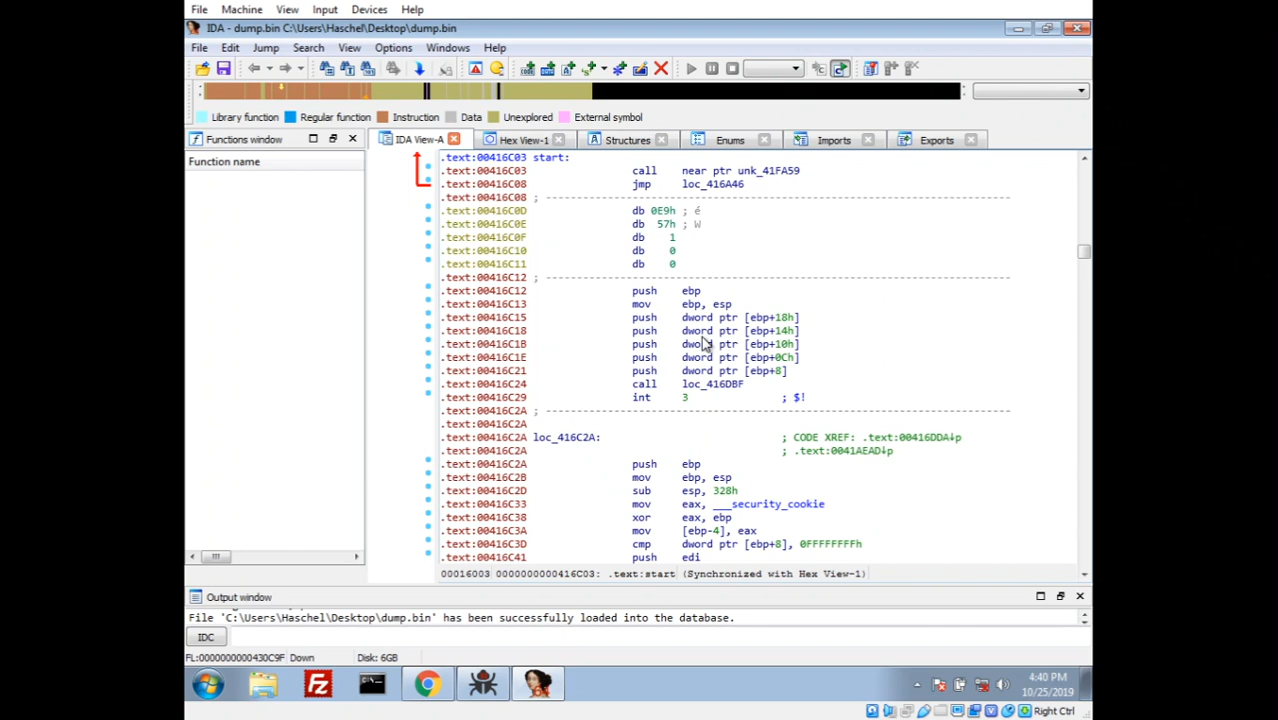 File Machine View Input Devices Help
IDA - dump.bin C:\Users\Haschel\Desktop\dump.bin
File Edit Jump Search View Options Windows Help
Library function Regular function Instruction Data Unexplored External symbol
Functions window IDA View-A Hex View-1 Structures Enums Imports Exports
Function name
.text:00416C03 start:
.text:00416C03 call near ptr unk_41FA59
.text:00416C08 jmp loc_416A46
.text:00416C08 ; ---------------------------------------------------------------------------
.text:00416C0D db 0E9h ; é
.text:00416C0E db 57h ; W
.text:00416C0F db 1
.text:00416C10 db 0
.text:00416C11 db 0
.text:00416C12 ; ---------------------------------------------------------------------------
.text:00416C12 push ebp
.text:00416C13 mov ebp, esp
.text:00416C15 push dword ptr [ebp+18h]
.text:00416C18 push dword ptr [ebp+14h]
.text:00416C1B push dword ptr [ebp+10h]
.text:00416C1E push dword ptr [ebp+0Ch]
.text:00416C21 push dword ptr [ebp+8]
.text:00416C24 call loc_416DBF
.text:00416C29 int 3 ; $!
.text:00416C2A ; ---------------------------------------------------------------------------
.text:00416C2A
.text:00416C2A loc_416C2A: ; CODE XREF: .text:00416DDA↓p
.text:00416C2A ; .text:0041AEAD↓p
.text:00416C2A push ebp
.text:00416C2B mov ebp, esp
.text:00416C2D sub esp, 328h
.text:00416C33 mov eax, ___security_cookie
.text:00416C38 xor eax, ebp
.text:00416C3A mov [ebp-4], eax
.text:00416C3D cmp dword ptr [ebp+8], 0FFFFFFFFh
.text:00416C41 push edi
00016003 0000000000416C03: .text:start (Synchronized with Hex View-1)
Output window
File 'C:\Users\Haschel\Desktop\dump.bin' has been successfully loaded into the database.
IDC
FL:0000000000430C9F Down Disk: 6GB
4:40 PM
10/25/2019
Right Ctrl